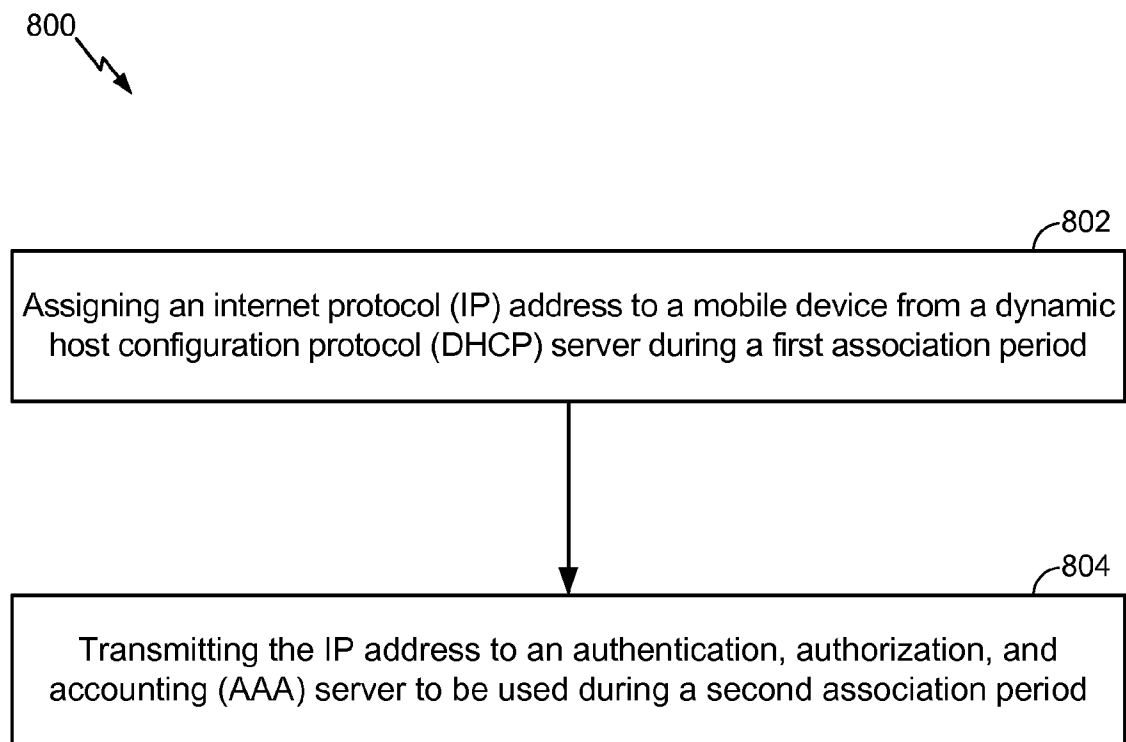 800
802
Assigning an internet protocol (IP) address to a mobile device from a dynamic
host configuration protocol (DHCP) server during a first association period
804
Transmitting the IP address to an authentication, authorization, and
accounting (AAA) server to be used during a second association period